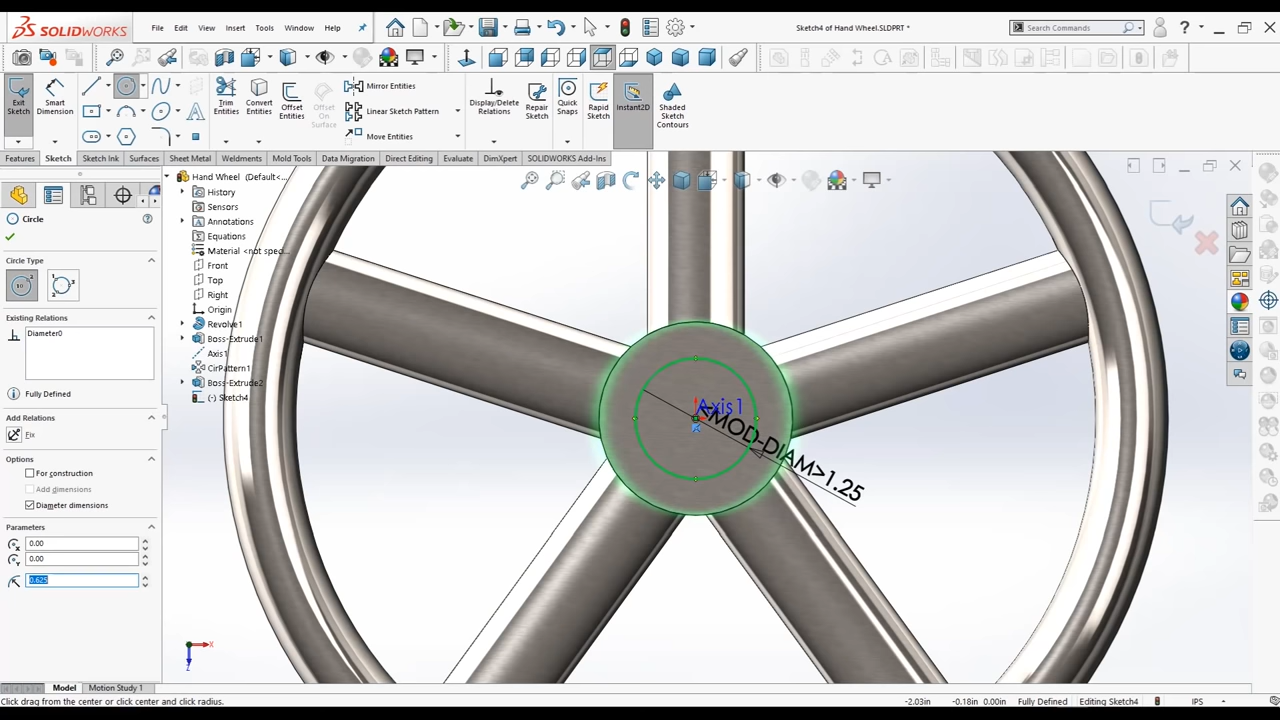 SOLIDWORKS
File
Edit
View
Insert
Tools
Window
Help
Sketch4 of Hand Wheel.SLDPRT *
Search Commands
Exit Sketch
Smart Dimension
Trim Entities
Convert Entities
Offset Entities
Offset On Surface
Mirror Entities
Linear Sketch Pattern
Move Entities
Display/Delete Relations
Repair Sketch
Quick Snaps
Rapid Sketch
Instant2D
Shaded Sketch Contours
Features
Sketch
Sketch Ink
Surfaces
Sheet Metal
Weldments
Mold Tools
Data Migration
Direct Editing
Evaluate
DimXpert
SOLIDWORKS Add-Ins
Circle
Circle Type
Existing Relations
Diameter0
Fully Defined
Add Relations
Fix
Options
For construction
Add dimensions
Diameter dimensions
Parameters
0.00
0.00
0.625
Hand Wheel (Default<...
History
Sensors
Annotations
Equations
Material <not spec...
Front
Top
Right
Origin
Revolve1
Boss-Extrude1
Axis1
CirPattern1
Boss-Extrude2
(-) Sketch4
Axis1
<MOD-DIAM>1.25
X
Z
Model
Motion Study 1
Click drag from the center or click center and click radius.
-2.03in
-0.18in
0.00in
Fully Defined
Editing Sketch4
IPS